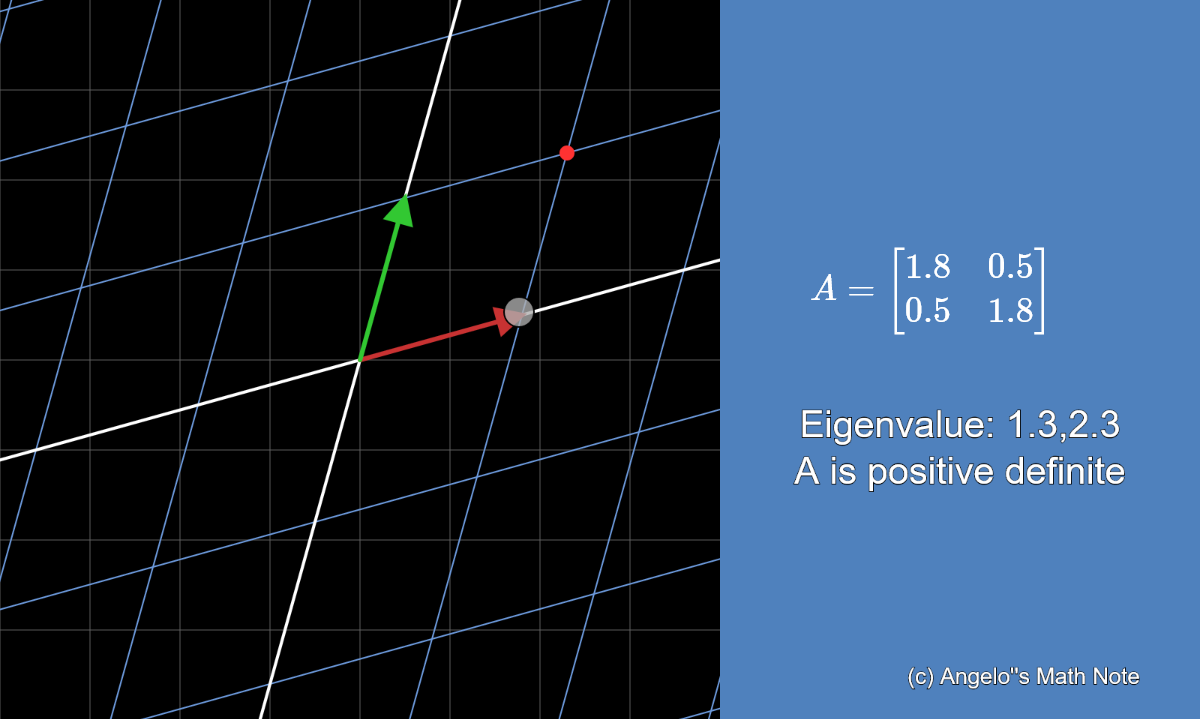 A = [1.8 0.5
0.5 1.8]
Eigenvalue: 1.3,2.3
A is positive definite
(c) Angelo"s Math Note